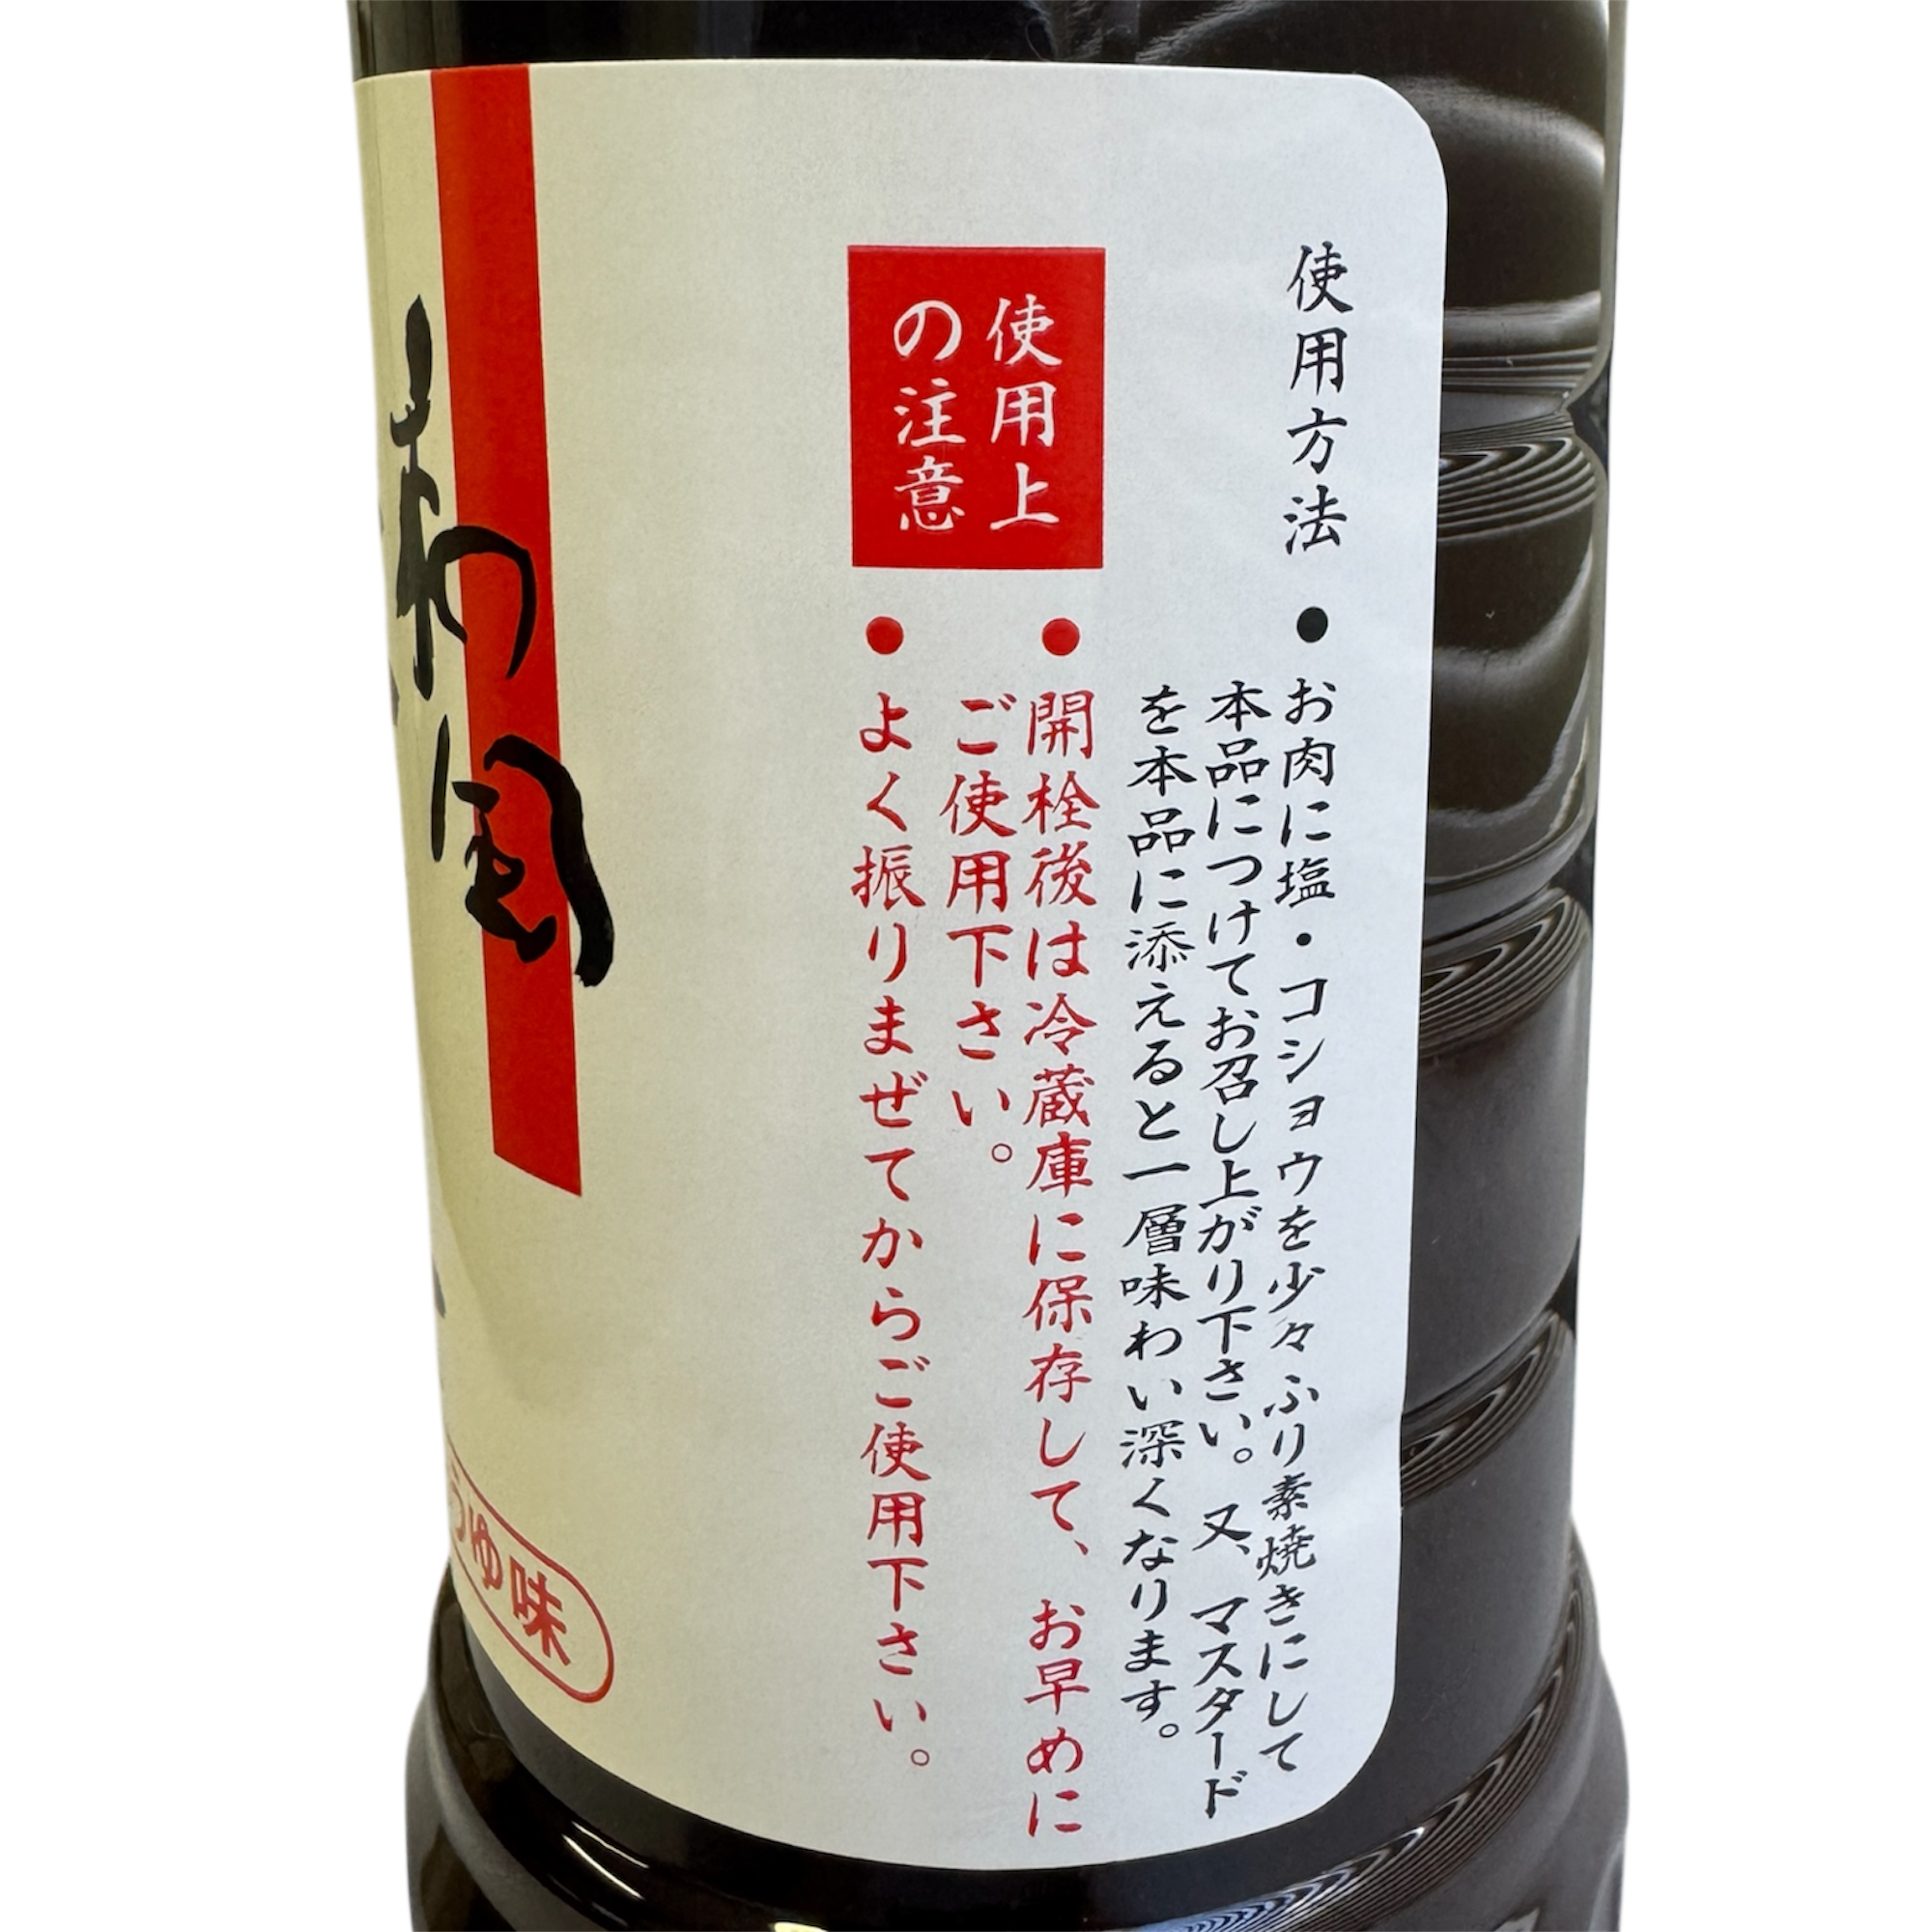 使用方法
●お肉に塩・コショウを少々ふり素焼きにして
本品につけてお召し上がり下さい。又、マスタード
を本品に添えると一層味わい深くなります。
使用上
の注意
●開栓後は冷蔵庫に保存して、お早めに
ご使用下さい。
●よく振りまぜてからご使用下さい。
和風
うゆ味